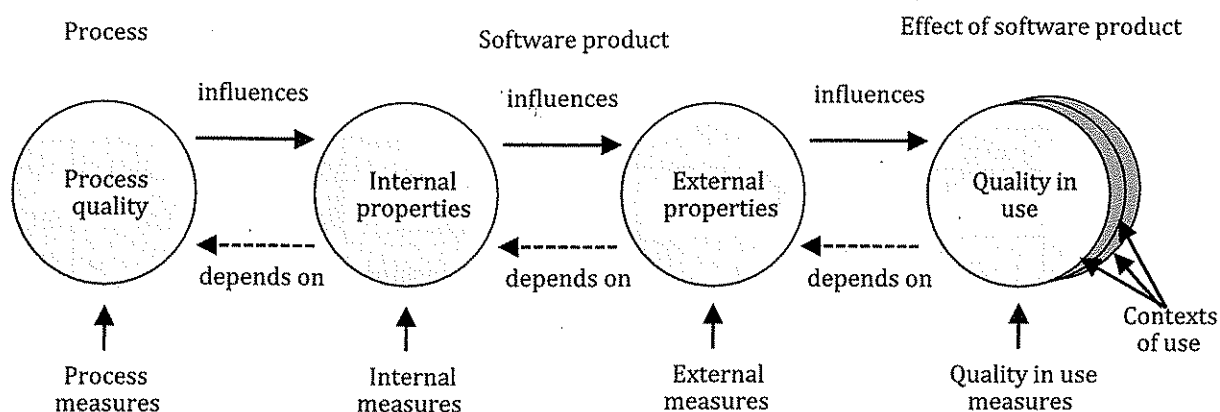 Process
Software product
Effect of software product
influences
influences
influences
Process
quality
Internal
properties
External
properties
Quality in
use
depends on
depends on
depends on
Contexts
of use
Process
measures
Internal
measures
External
measures
Quality in use
measures